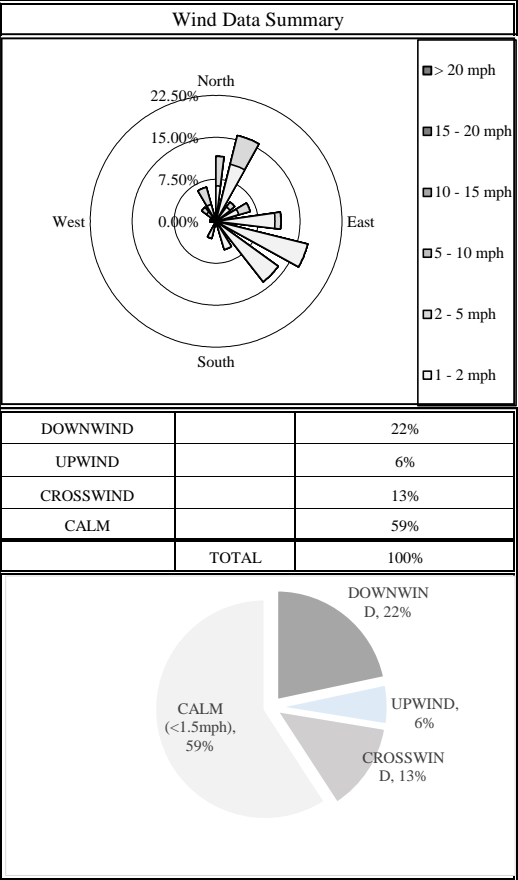 Wind Data Summary
North
22.50%
15.00%
7.50%
West
0.00%
East
South
> 20 mph
15 - 20 mph
10 - 15 mph
5 - 10 mph
2 - 5 mph
1 - 2 mph
DOWNWIND 22%
UPWIND 6%
CROSSWIND 13%
CALM 59%
TOTAL 100%
DOWNWIN
D, 22%
UPWIND,
6%
CROSSWIN
D, 13%
CALM
(<1.5mph),
59%